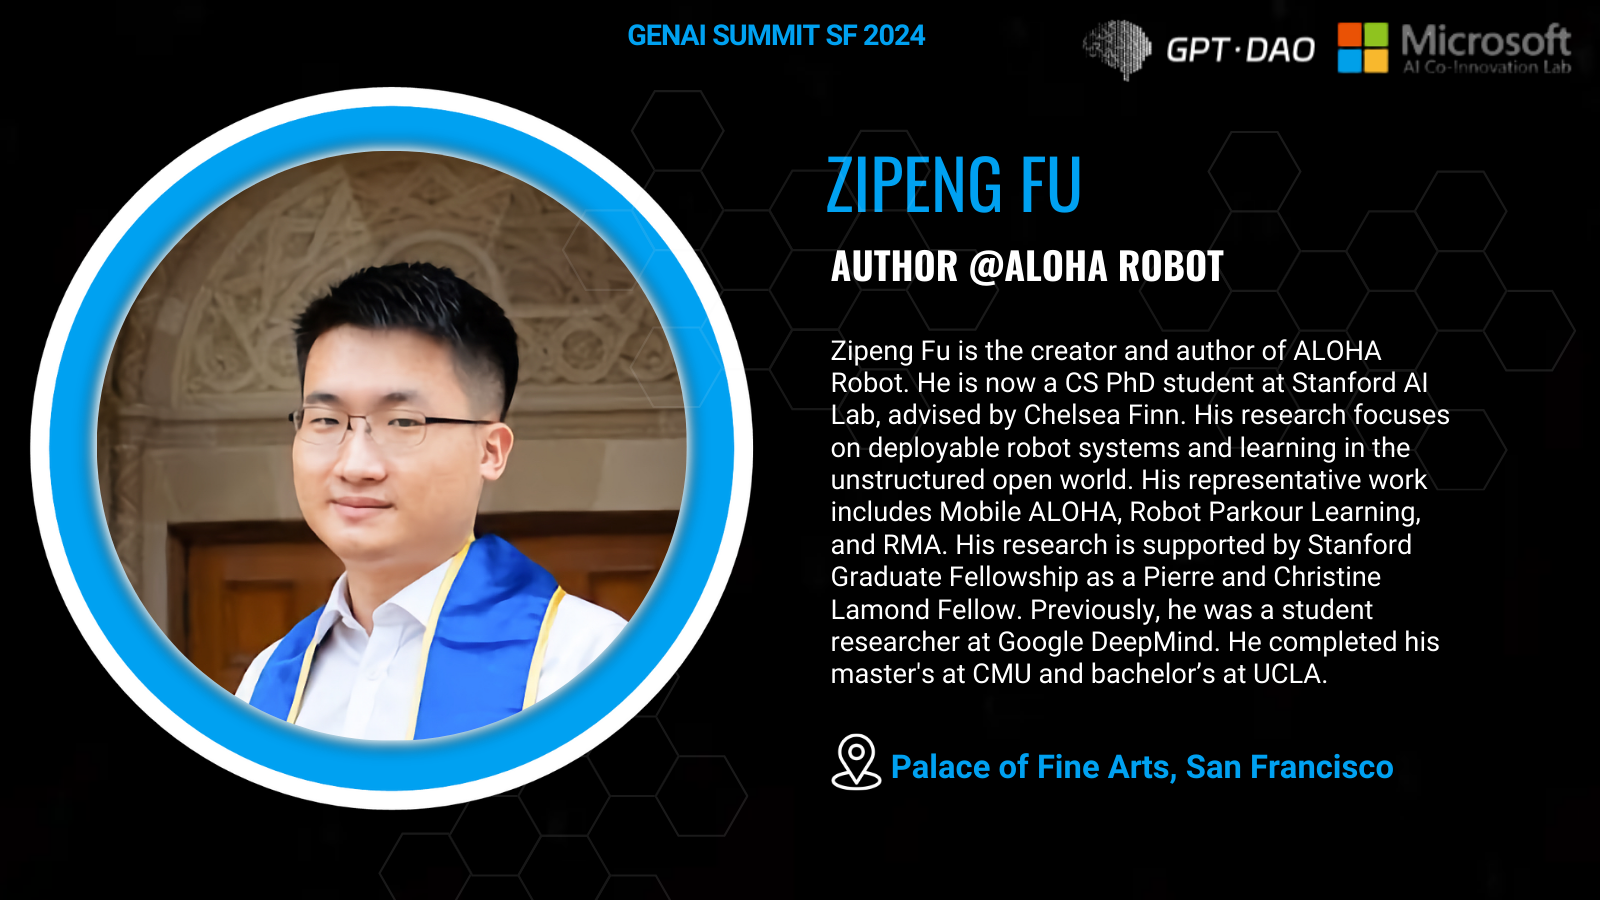 GENAI SUMMIT SF 2024
GPT·DAO
Microsoft
AI Co-Innovation Lab
ZIPENG FU
AUTHOR @ALOHA ROBOT
Zipeng Fu is the creator and author of ALOHA
Robot. He is now a CS PhD student at Stanford AI
Lab, advised by Chelsea Finn. His research focuses
on deployable robot systems and learning in the
unstructured open world. His representative work
includes Mobile ALOHA, Robot Parkour Learning,
and RMA. His research is supported by Stanford
Graduate Fellowship as a Pierre and Christine
Lamond Fellow. Previously, he was a student
researcher at Google DeepMind. He completed his
master's at CMU and bachelor’s at UCLA.
Palace of Fine Arts, San Francisco